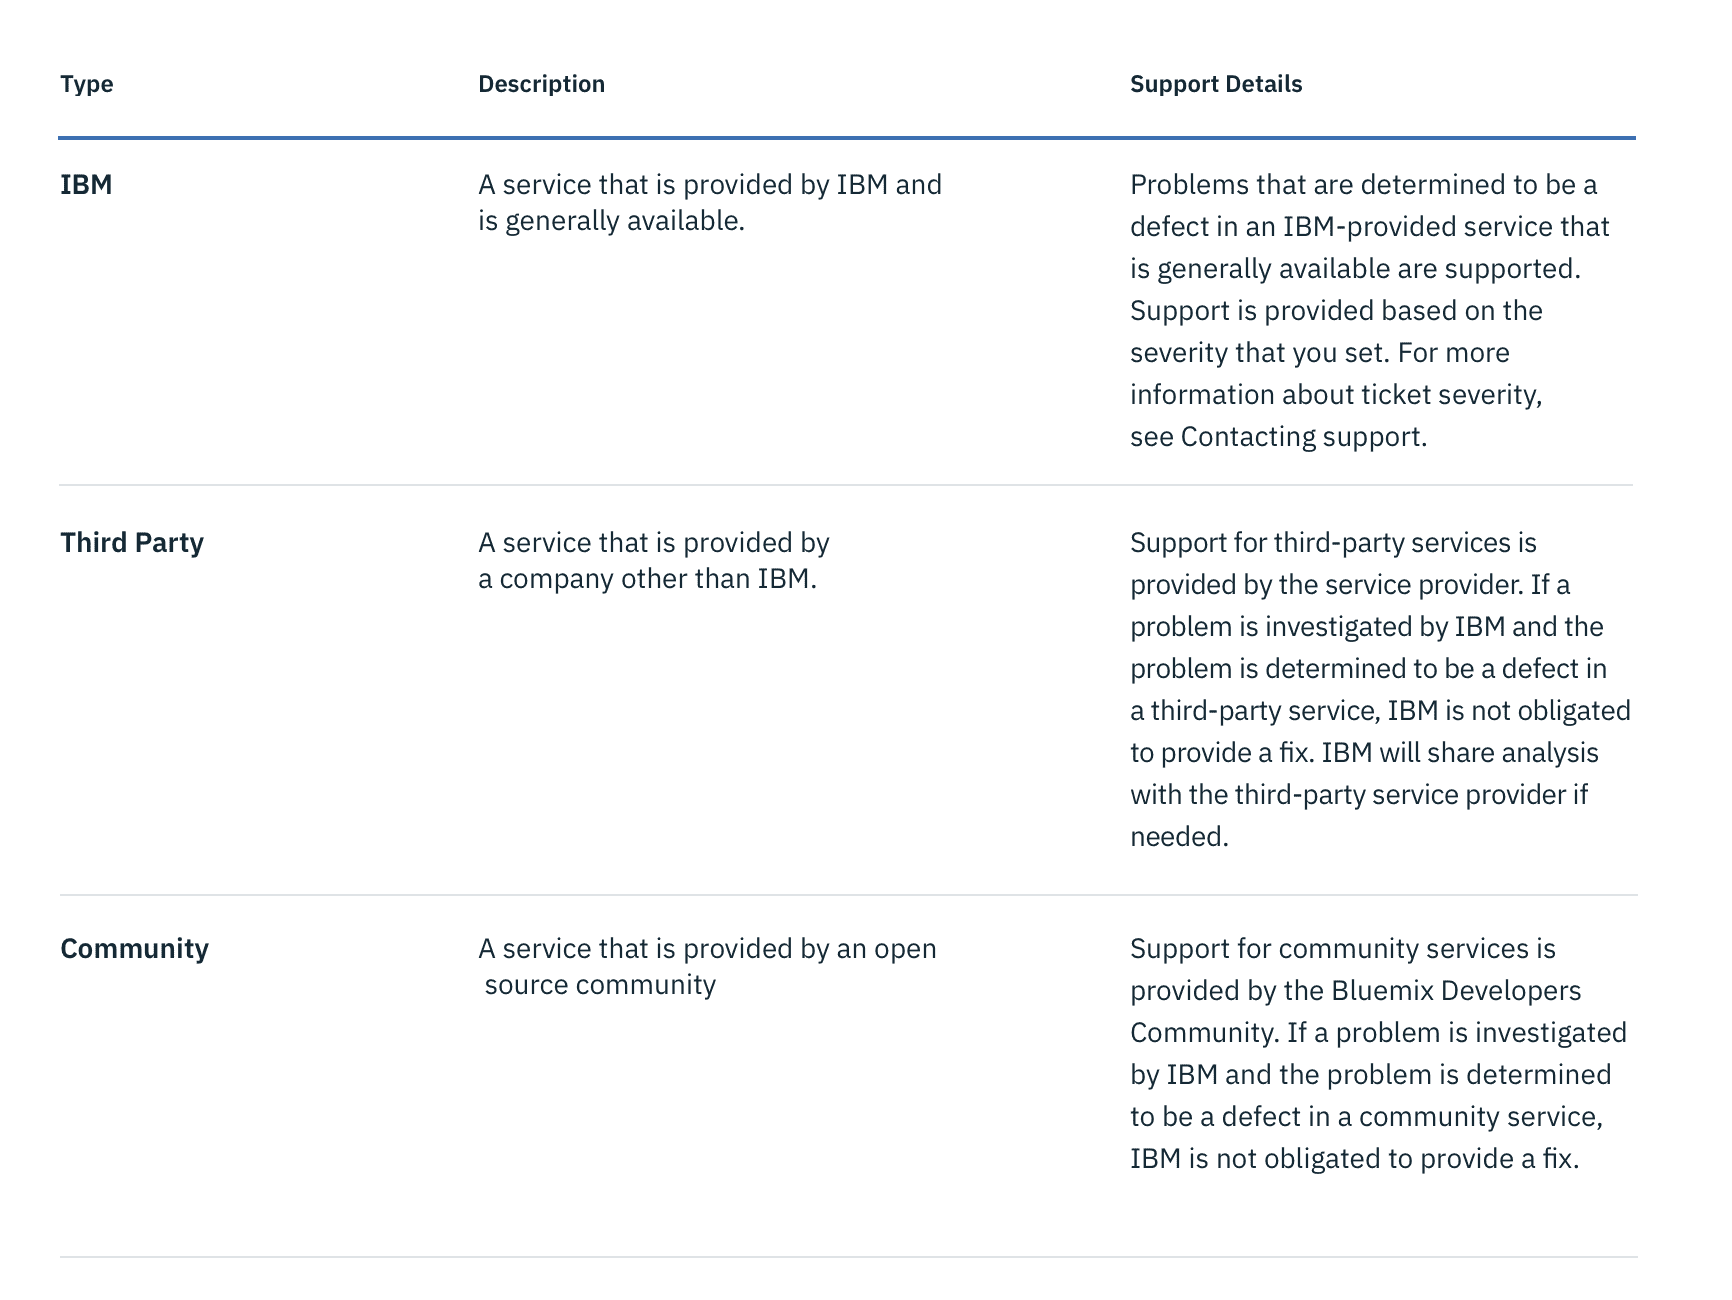 Type
Description
Support Details
IBM
A service that is provided by IBM and
is generally available.
Problems that are determined to be a
defect in an IBM-provided service that
is generally available are supported.
Support is provided based on the
severity that you set. For more
information about ticket severity,
see Contacting support.
Third Party
A service that is provided by
a company other than IBM.
Support for third-party services is
provided by the service provider. If a
problem is investigated by IBM and the
problem is determined to be a defect in
a third-party service, IBM is not obligated
to provide a fix. IBM will share analysis
with the third-party service provider if
needed.
Community
A service that is provided by an open
source community
Support for community services is
provided by the Bluemix Developers
Community. If a problem is investigated
by IBM and the problem is determined
to be a defect in a community service,
IBM is not obligated to provide a fix.